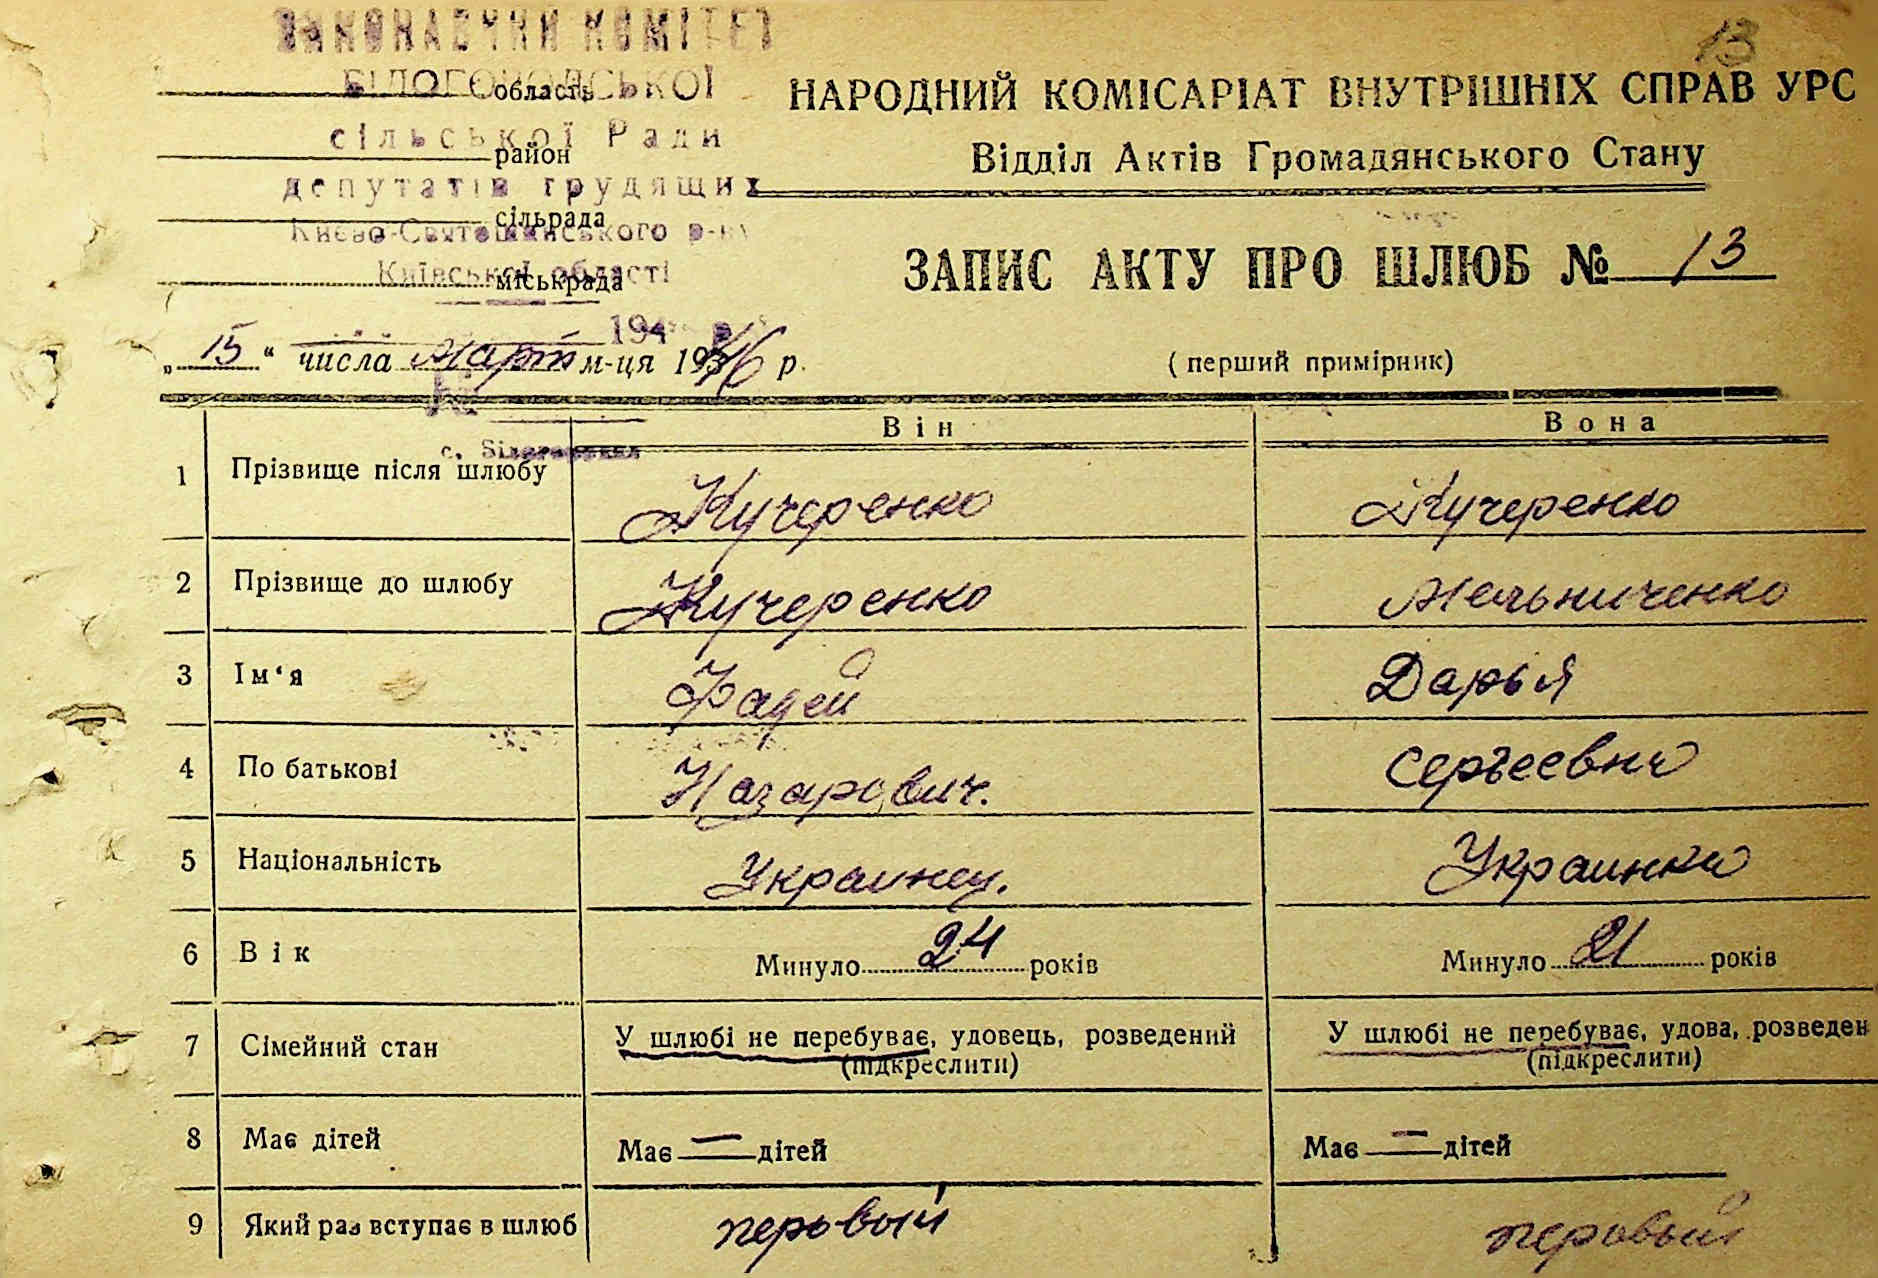 13
ВИКОНАВЧИЙ КОМІТЕТ
БІЛОГОРОДСЬКОЇ
сільської Ради
депутатів трудящих
Києво-Святошинського р-ну
Київської області
194
с. Білогородка
область
район
сільрада
міськрада
НАРОДНИЙ КОМІСАРІАТ ВНУТРІШНІХ СПРАВ УРС
Відділ Актів Громадянського Стану
ЗАПИС АКТУ ПРО ШЛЮБ № 13
„15“ числа март м-ця 1946 р.
(перший примірник)
Він Вона
1 Прізвище після шлюбу Кучеренко Кучеренко
2 Прізвище до шлюбу Кучеренко Мельниченко
3 Ім‘я Фадей Дарья
4 По батькові Назарович. Сергеевна
5 Національність Украинец. Украинка
6 Вік Минуло 24 років Минуло 21 років
7 Сімейний стан У шлюбі не перебуває, удовець, розведений У шлюбі не перебуває, удова, розведен
(підкреслити) (підкреслити)
8 Має дітей Має — дітей Має — дітей
9 Який раз вступає в шлюб перовый перовый